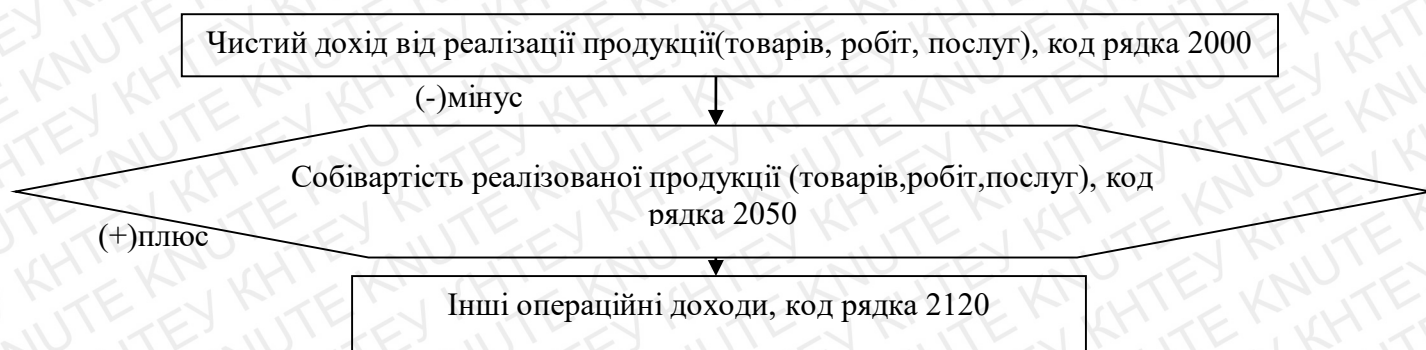 Чистий дохід від реалізації продукції(товарів, робіт, послуг), код рядка 2000
(-)мінус
Собівартість реалізованої продукції (товарів,робіт,послуг), код
рядка 2050
(+)плюс
Інші операційні доходи, код рядка 2120